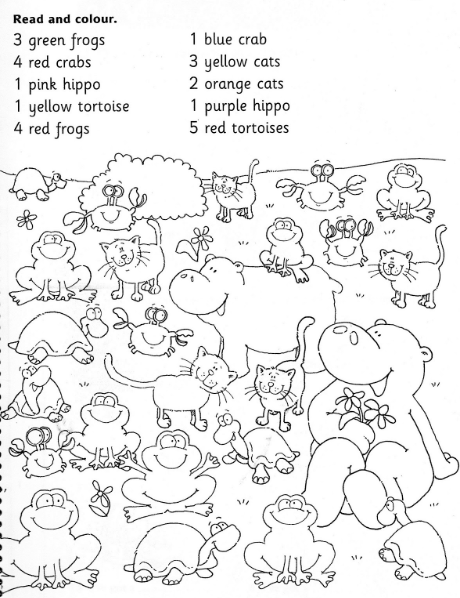 Read and colour.
3 green frogs
4 red crabs
1 pink hippo
1 yellow tortoise
4 red frogs
1 blue crab
3 yellow cats
2 orange cats
1 purple hippo
5 red tortoises